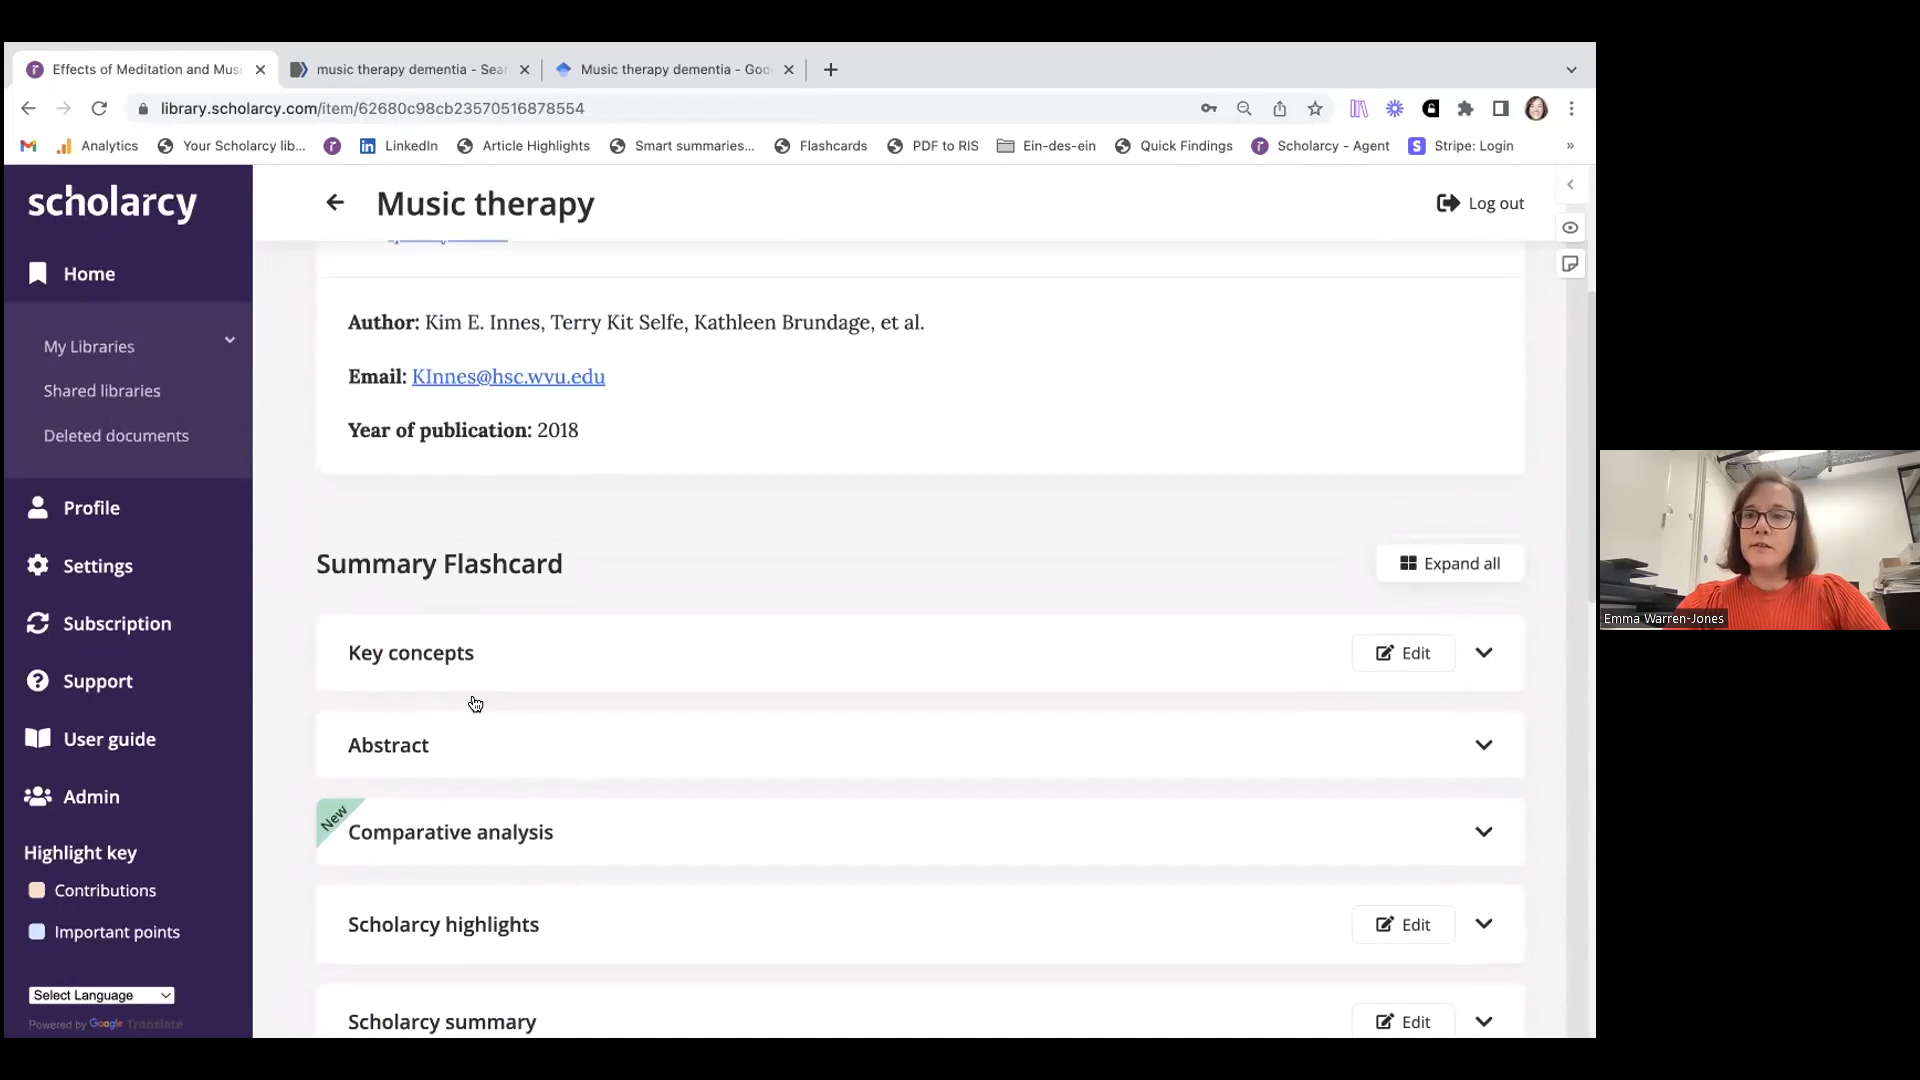 Effects of Meditation and Musi
music therapy dementia - Sear
Music therapy dementia - Goo
library.scholarcy.com/item/62680c98cb23570516878554
Analytics
Your Scholarcy lib...
LinkedIn
Article Highlights
Smart summaries...
Flashcards
PDF to RIS
Ein-des-ein
Quick Findings
Scholarcy - Agent
Stripe: Login
»
scholarcy
Music therapy
Log out
Home
My Libraries
Shared libraries
Deleted documents
Profile
Settings
Subscription
Support
User guide
Admin
Highlight key
Contributions
Important points
Select Language
Powered by Google Translate
Author: Kim E. Innes, Terry Kit Selfe, Kathleen Brundage, et al.
Email: KInnes@hsc.wvu.edu
Year of publication: 2018
Summary Flashcard
Expand all
Key concepts
Edit
Abstract
New
Comparative analysis
Scholarcy highlights
Edit
Scholarcy summary
Edit
Emma Warren-Jones